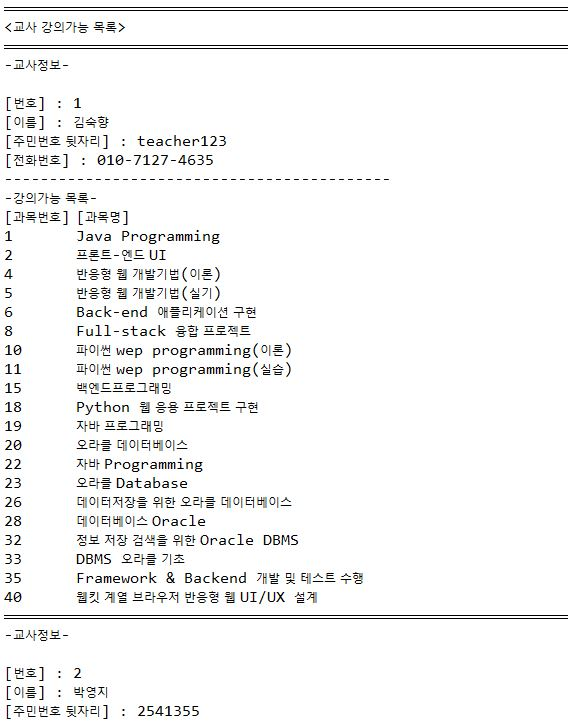 <교사 강의가능 목록>
-교사정보-
[번호] : 1
[이름] : 김숙향
[주민번호 뒷자리] : teacher123
[전화번호] : 010-7127-4635
-------------------------------------------
-강의가능 목록-
[과목번호] [과목명]
1 Java Programming
2 프론트-엔드 UI
4 반응형 웹 개발기법(이론)
5 반응형 웹 개발기법(실기)
6 Back-end 애플리케이션 구현
8 Full-stack 융합 프로젝트
10 파이썬 wep programming(이론)
11 파이썬 wep programming(실습)
15 백엔드프로그래밍
18 Python 웹 응용 프로젝트 구현
19 자바 프로그래밍
20 오라클 데이터베이스
22 자바 Programming
23 오라클 Database
26 데이터저장을 위한 오라클 데이터베이스
28 데이터베이스 Oracle
32 정보 저장 검색을 위한 Oracle DBMS
33 DBMS 오라클 기초
35 Framework & Backend 개발 및 테스트 수행
40 웹킷 계열 브라우저 반응형 웹 UI/UX 설계
-교사정보-
[번호] : 2
[이름] : 박영지
[주민번호 뒷자리] : 2541355